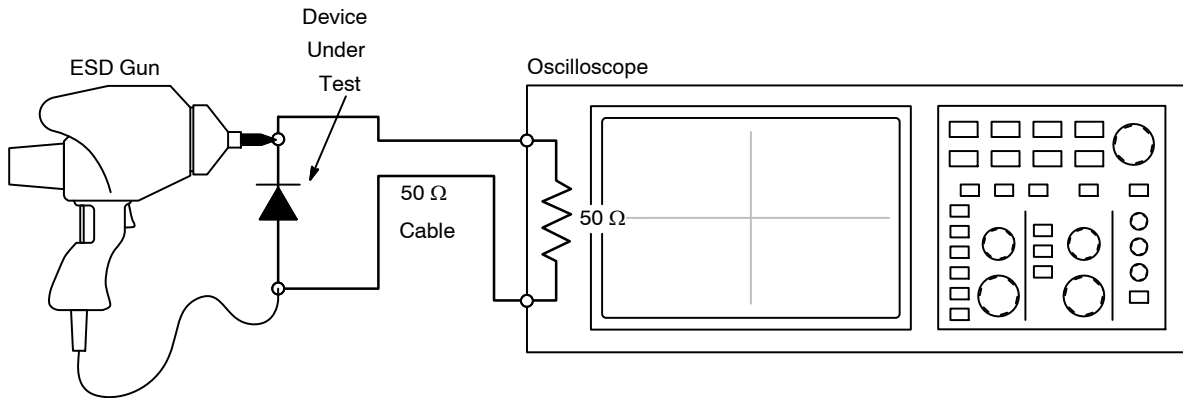 Device
Under
Test
ESD Gun
Oscilloscope
50 Ω
Cable
50 Ω